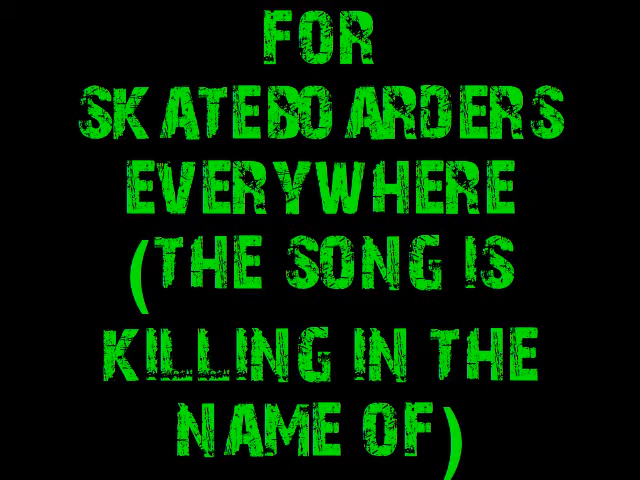 FOR
SKATEBOARDERS
EVERYWHERE
(THE SONG IS
KILLING IN THE
NAME OF)